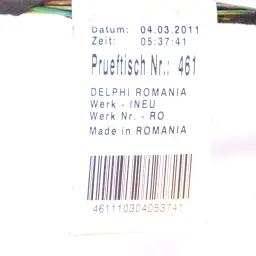 Datum: 04.03.2011
Zeit: 05:37:41
Prueftisch Nr.: 461
DELPHI ROMANIA
Werk - INEU
Werk Nr. - RO
Made in ROMANIA
461110304053741